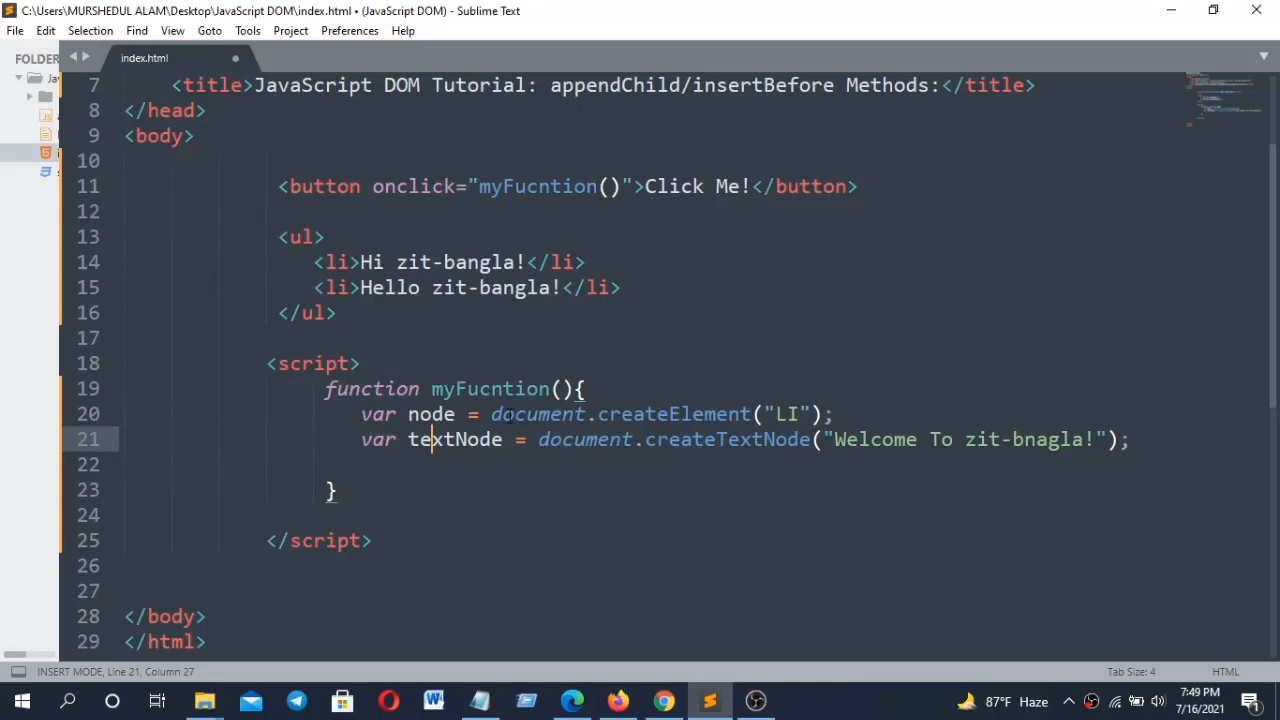 C:\Users\MURSHEDUL ALAM\Desktop\JavaScript DOM\index.html • (JavaScript DOM) - Sublime Text
File Edit Selection Find View Goto Tools Project Preferences Help
FOLDER
index.html
Ja
7 <title>JavaScript DOM Tutorial: appendChild/insertBefore Methods:</title>
8 </head>
9 <body>
10
11 <button onclick="myFucntion()">Click Me!</button>
12
13 <ul>
14 <li>Hi zit-bangla!</li>
15 <li>Hello zit-bangla!</li>
16 </ul>
17
18 <script>
19 function myFucntion(){
20 var node = document.createElement("LI");
21 var textNode = document.createTextNode("Welcome To zit-bnagla!");
22
23 }
24
25 </script>
26
27
28 </body>
29 </html>
INSERT MODE, Line 21, Column 27
Tab Size: 4
HTML
87°F Haze
7:49 PM
7/16/2021